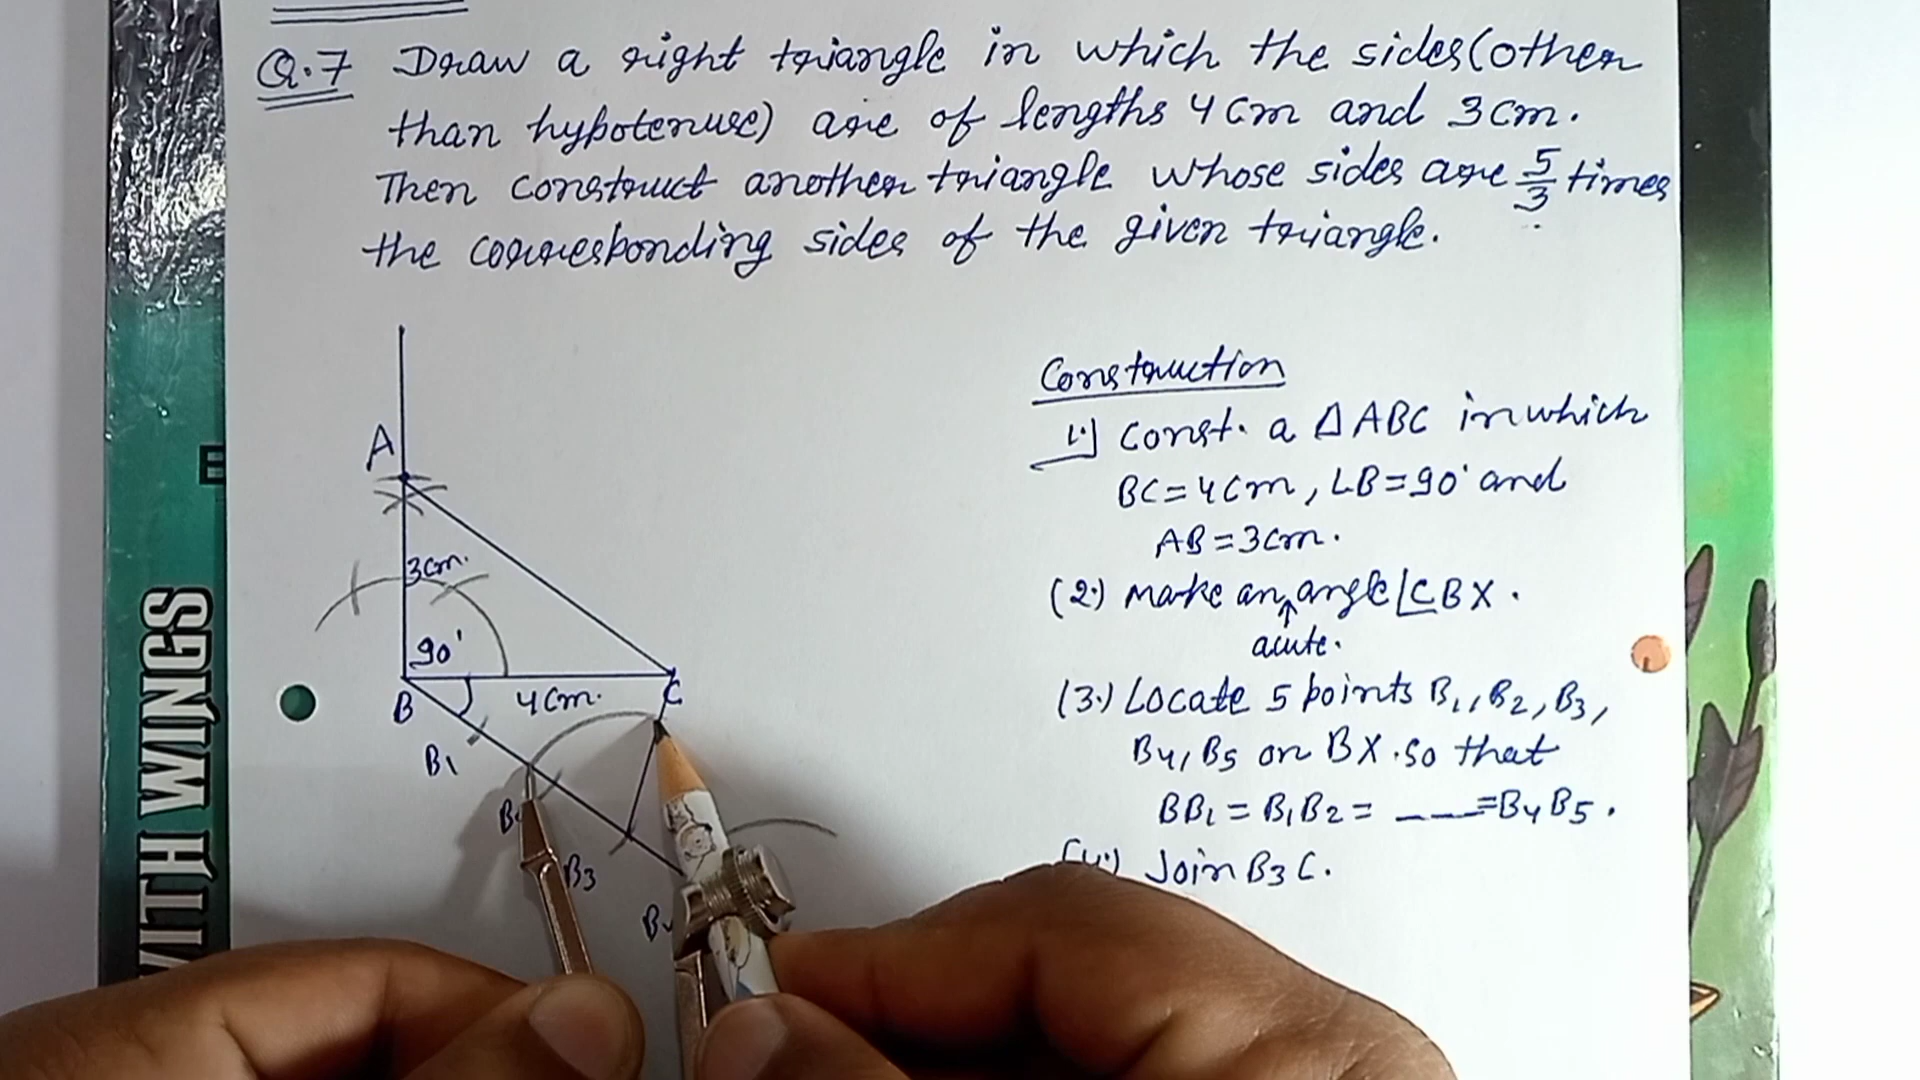 Q.7 Draw a right triangle in which the sides (other
than hypotenuse) are of lengths 4 cm and 3 cm.
Then construct another triangle whose sides are 5/3 times
the corresponding sides of the given triangle.
A
3cm.
90°
B
4cm.
C
B1
B3
Construction
1.) Const. a △ABC in which
BC=4cm, ∠B=90° and
AB=3cm.
(2.) Make an angle ∠CBX.
acute.
(3.) Locate 5 points B1, B2, B3,
B4, B5 on BX. so that
BB1 = B1B2 = ---=B4B5.
(4.) Join B3C.
WITH WINGS